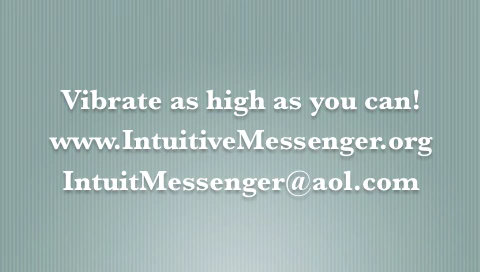 Vibrate as high as you can!
www.IntuitiveMessenger.org
IntuitMessenger@aol.com